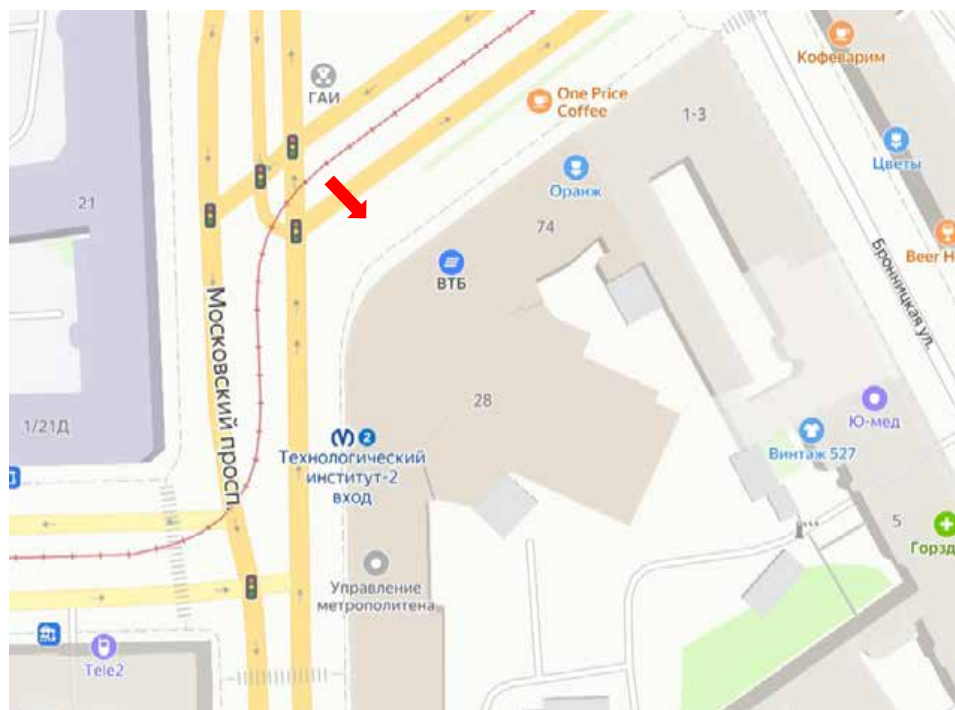 Кофеварим
ГАИ
One Price
Coffee
1-3
Цветы
Оранж
21
74
Beer H
ВТБ
Бронницкая ул.
Московский просп.
28
1/21Д
Ю-мед
2
Технологический
институт-2
вход
Винтаж 527
5
Горзд
Управление
метрополитена
Tele2